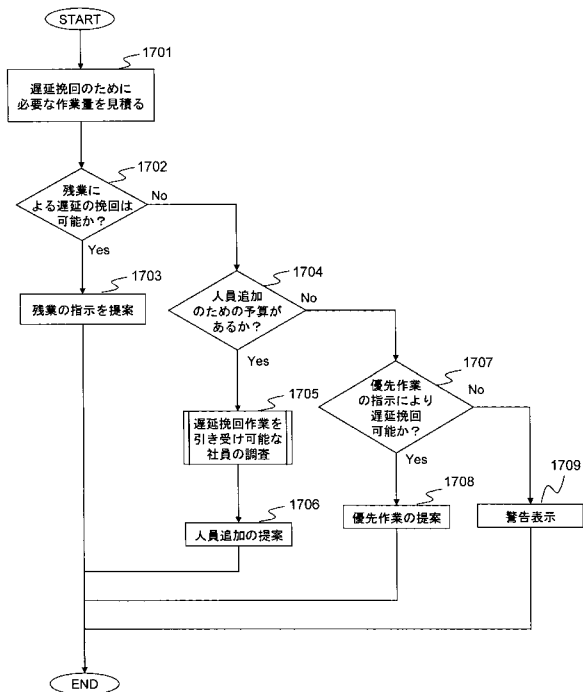 START
1701
遅延挽回のために
必要な作業量を見積る
1702
残業に
よる遅延の挽回は
可能か？
No
Yes
1703
残業の指示を提案
1704
人員追加
のための予算が
あるか？
No
Yes
1705
遅延挽回作業を
引き受け可能な
社員の調査
1706
人員追加の提案
1707
優先作業
の指示により
遅延挽回
可能か？
No
Yes
1708
優先作業の提案
1709
警告表示
END